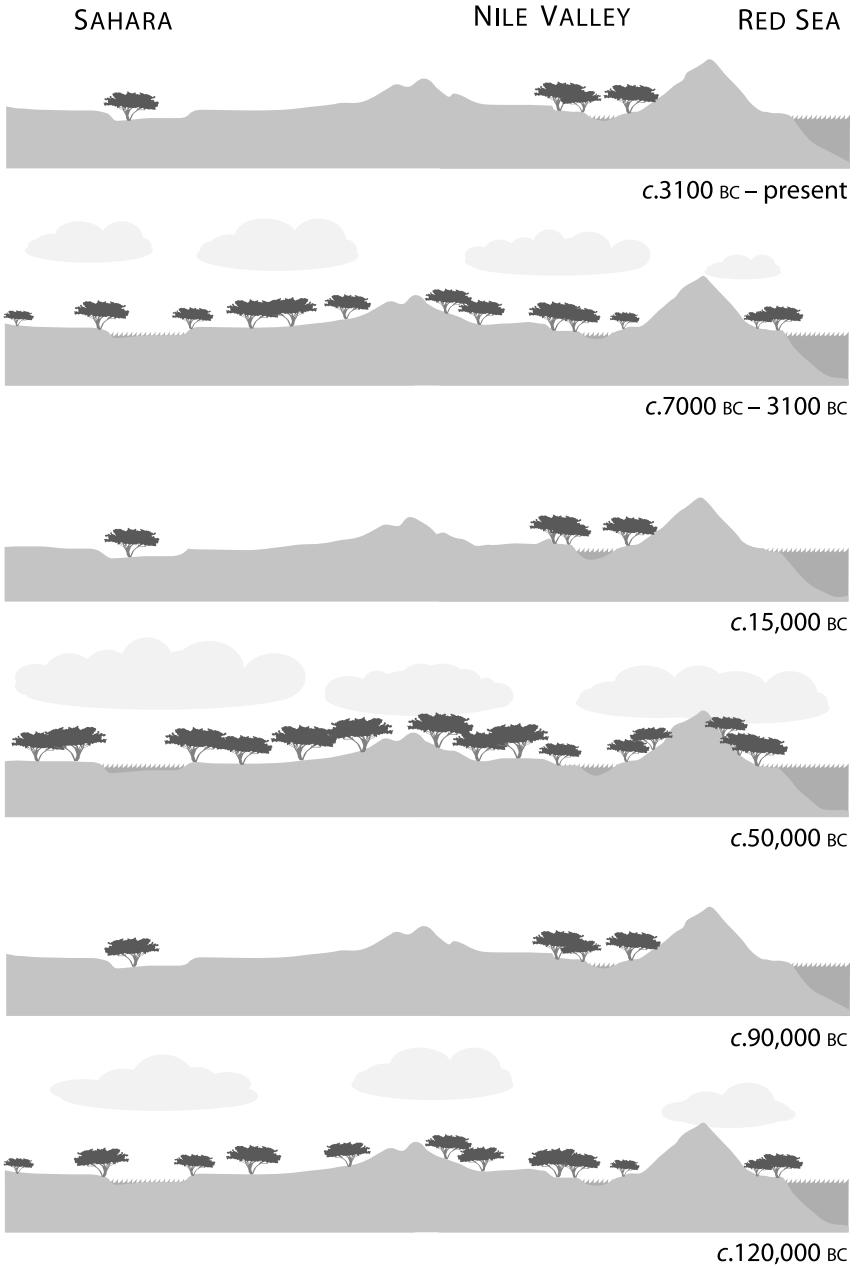 SAHARA NILE VALLEY RED SEA
c.3100 BC – present
c.7000 BC – 3100 BC
c.15,000 BC
c.50,000 BC
c.90,000 BC
c.120,000 BC